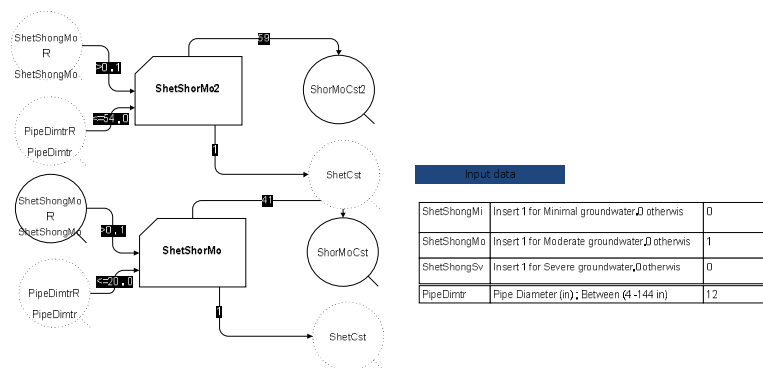 ShetShongMo
R
ShetShongMo
>0.1
PipeDimtrR
PipeDimtr
<=54.0
ShetShorMo2
59
ShorMoCst2
1
ShetCst
ShetShongMo
R
ShetShongMo
>0.1
PipeDimtrR
PipeDimtr
<=20.0
ShetShorMo
41
ShorMoCst
1
ShetCst
Input data
ShetShongMi Insert 1 for Minimal groundwater,0 otherwis 0
ShetShongMo Insert 1 for Moderate groundwater,0 otherwis 1
ShetShongSv Insert 1 for Severe groundwater,0 otherwis 0
PipeDimtr Pipe Diameter (in) ; Between (4 -144 in) 12